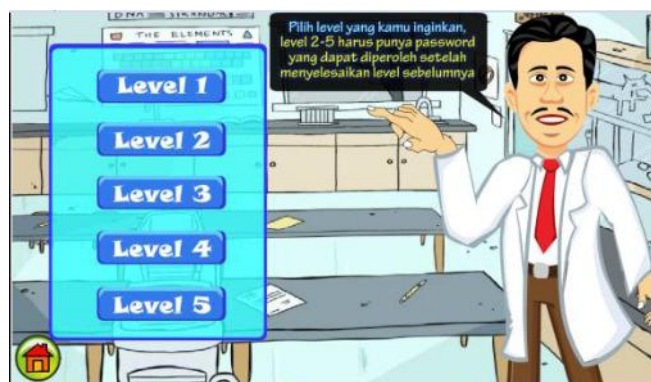 DNA STRAND
THE ELEMENTS
Pilih level yang kamu inginkan,
level 2-5 harus punya password
yang dapat diperoleh setelah
menyelesaikan level sebelumnya
Level 1
Level 2
Level 3
Level 4
Level 5